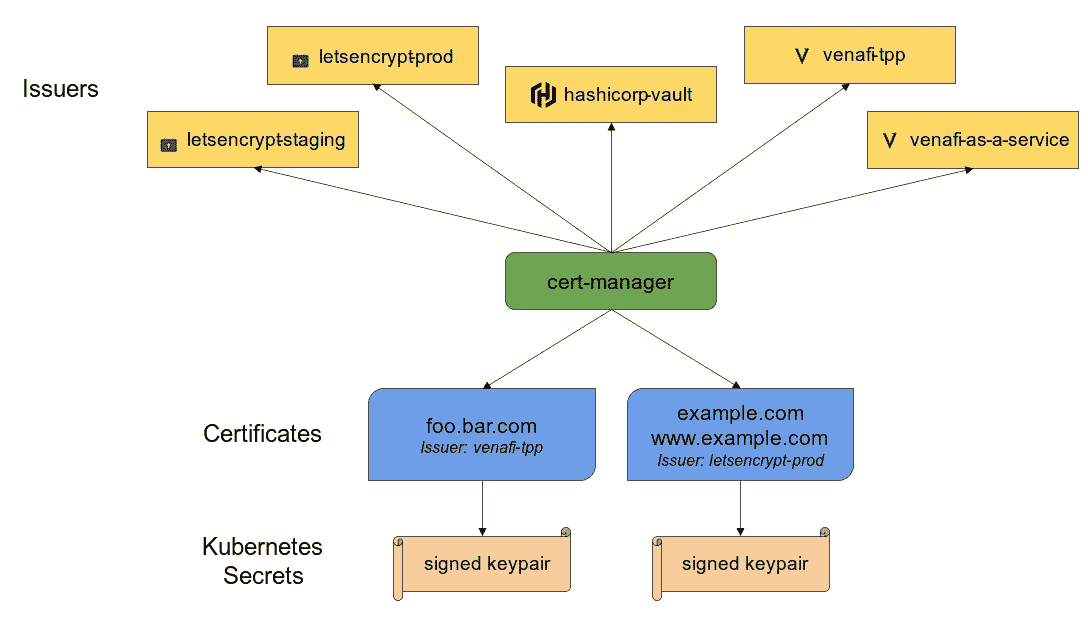 Issuers
letsencrypt-prod
venafi-tpp
hashicorp-vault
letsencrypt-staging
venafi-as-a-service
cert-manager
Certificates
foo.bar.com
Issuer: venafi-tpp
example.com
www.example.com
Issuer: letsencrypt-prod
Kubernetes
Secrets
signed keypair
signed keypair